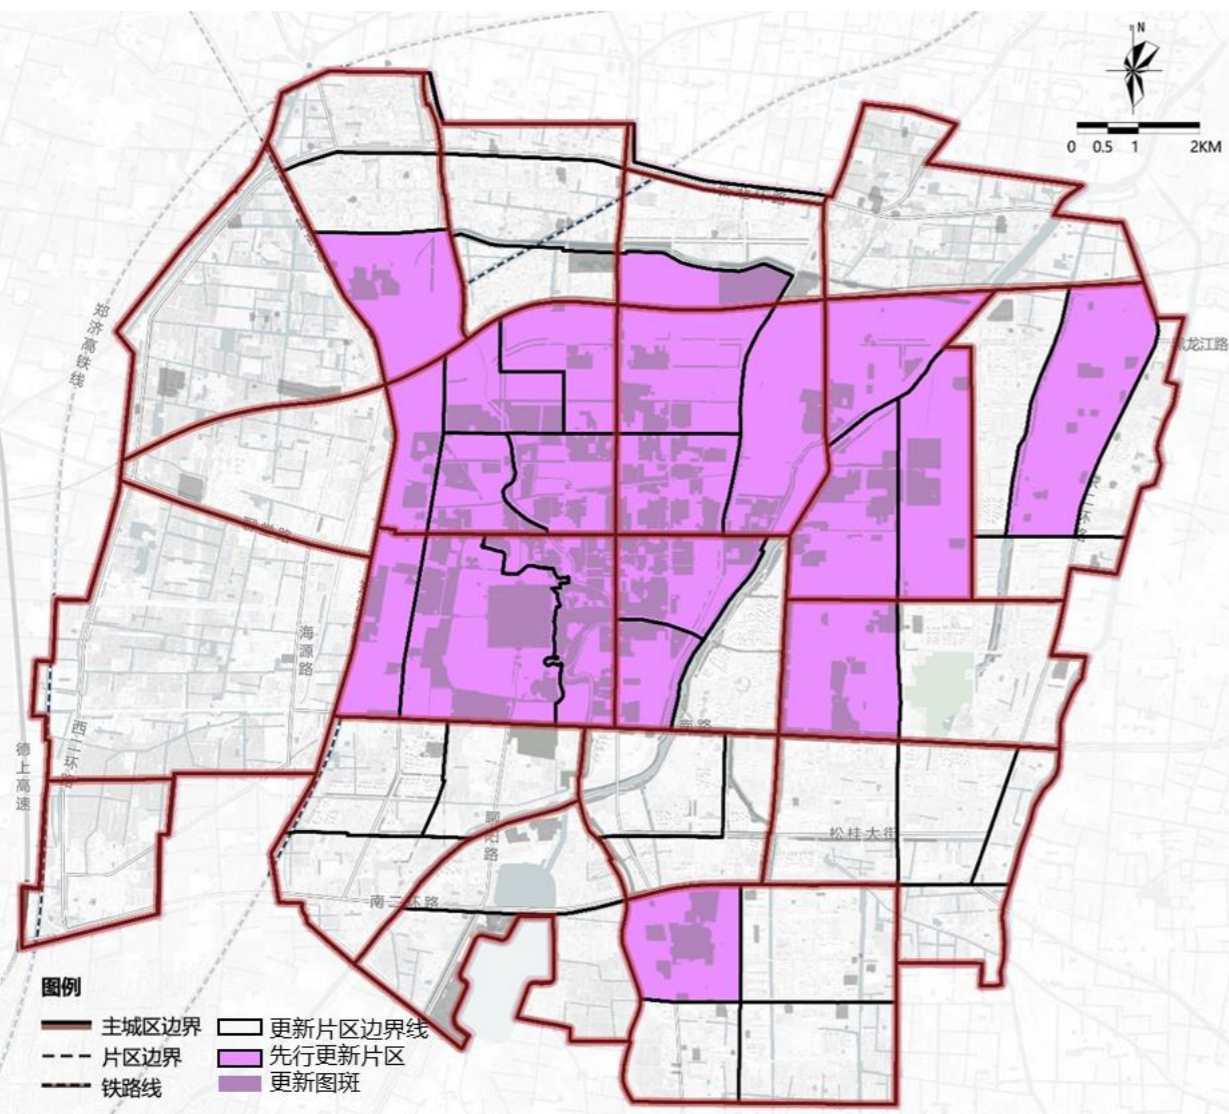 N
0 0.5 1 2KM
郑济高铁线
龙江路
海源路
西二环路
德上高速
南路
松桂大街
聊阳路
南二环路
图例
主城区边界
片区边界
铁路线
更新片区边界线
先行更新片区
更新图斑